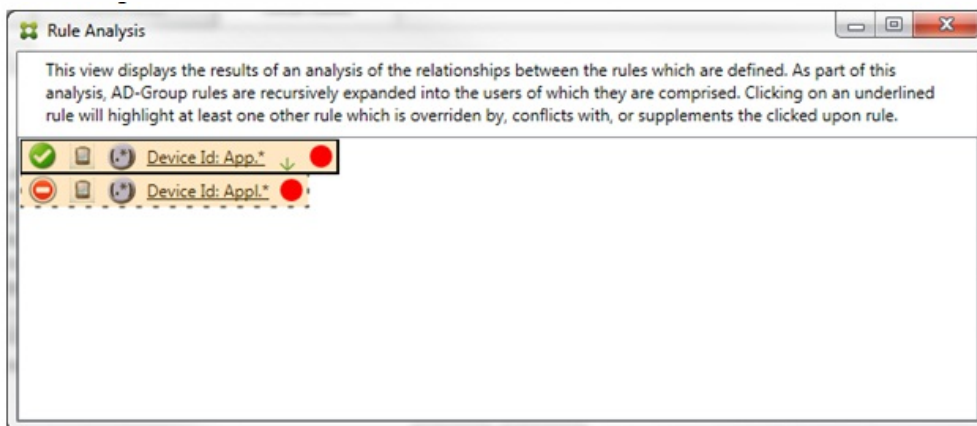 Rule Analysis
This view displays the results of an analysis of the relationships between the rules which are defined. As part of this
analysis, AD-Group rules are recursively expanded into the users of which they are comprised. Clicking on an underlined
rule will highlight at least one other rule which is overriden by, conflicts with, or supplements the clicked upon rule.
(.*) Device Id: App.*
(.*) Device Id: Appl.*